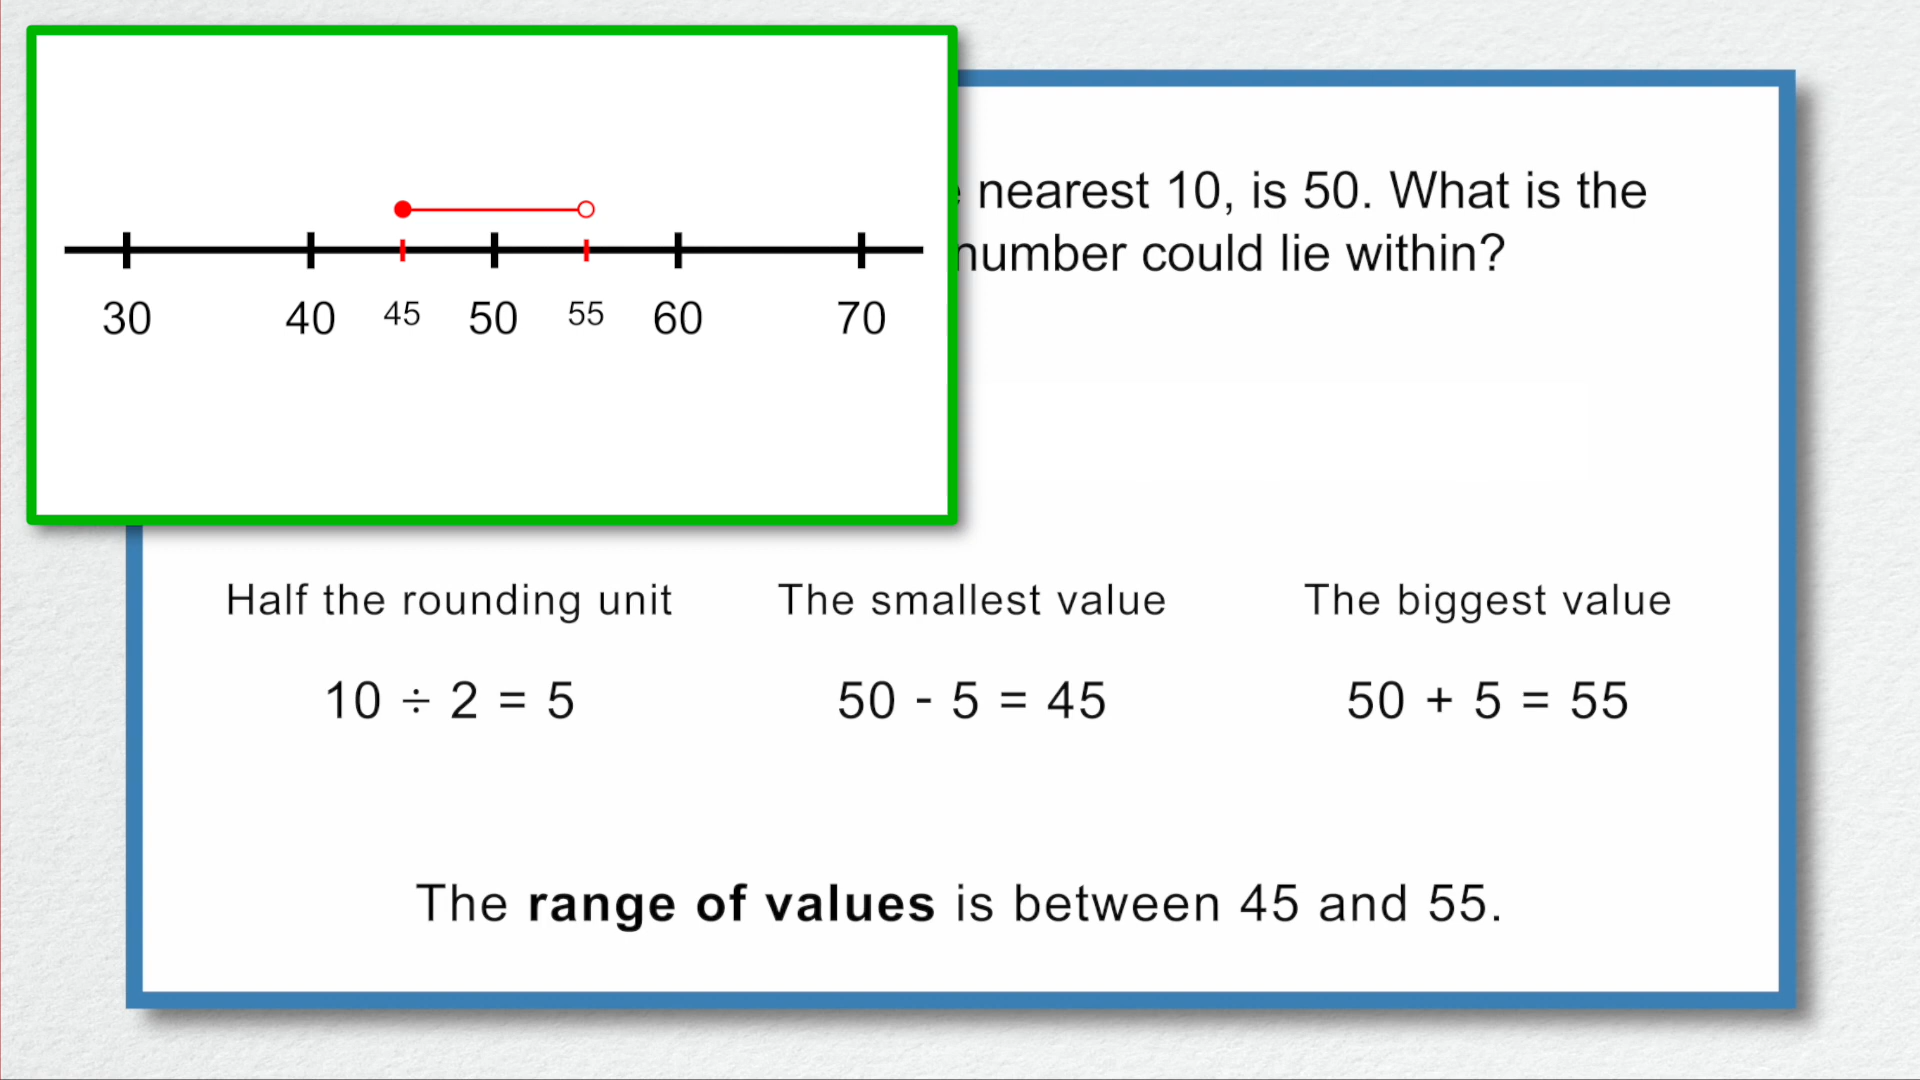 30 40 45 50 55 60 70
nearest 10, is 50. What is the
number could lie within?
Half the rounding unit
10 ÷ 2 = 5
The smallest value
50 - 5 = 45
The biggest value
50 + 5 = 55
The range of values is between 45 and 55.